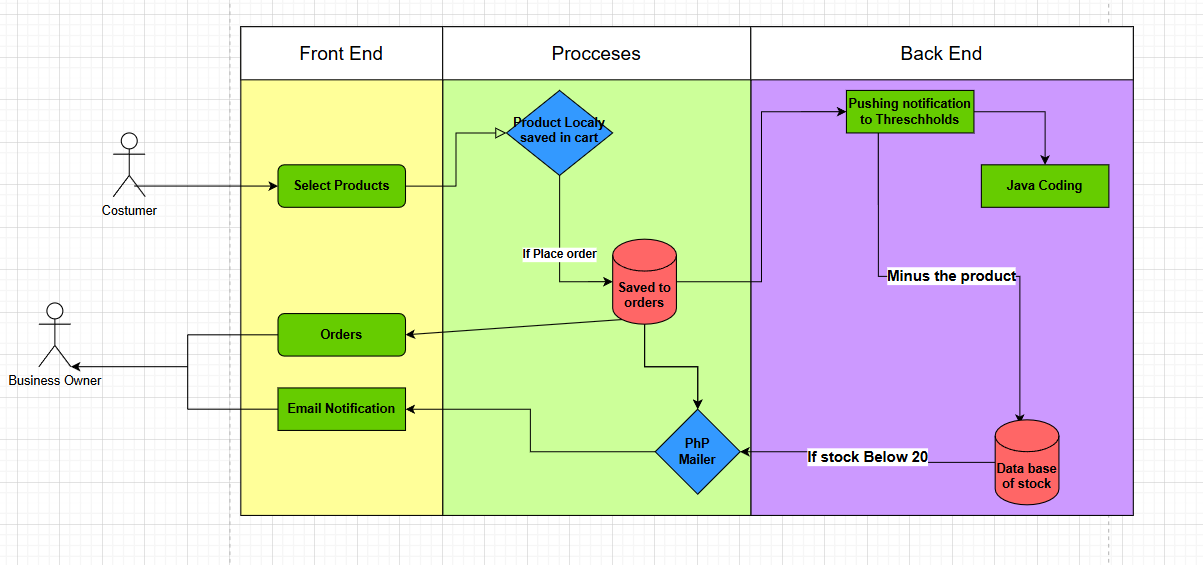 Front End
Procceses
Back End
Product Localy
saved in cart
Pushing notification
to Threschholds
Select Products
Java Coding
Costumer
If Place order
Minus the product
Saved to
orders
Orders
Business Owner
Email Notification
PhP
Mailer
If stock Below 20
Data base
of stock